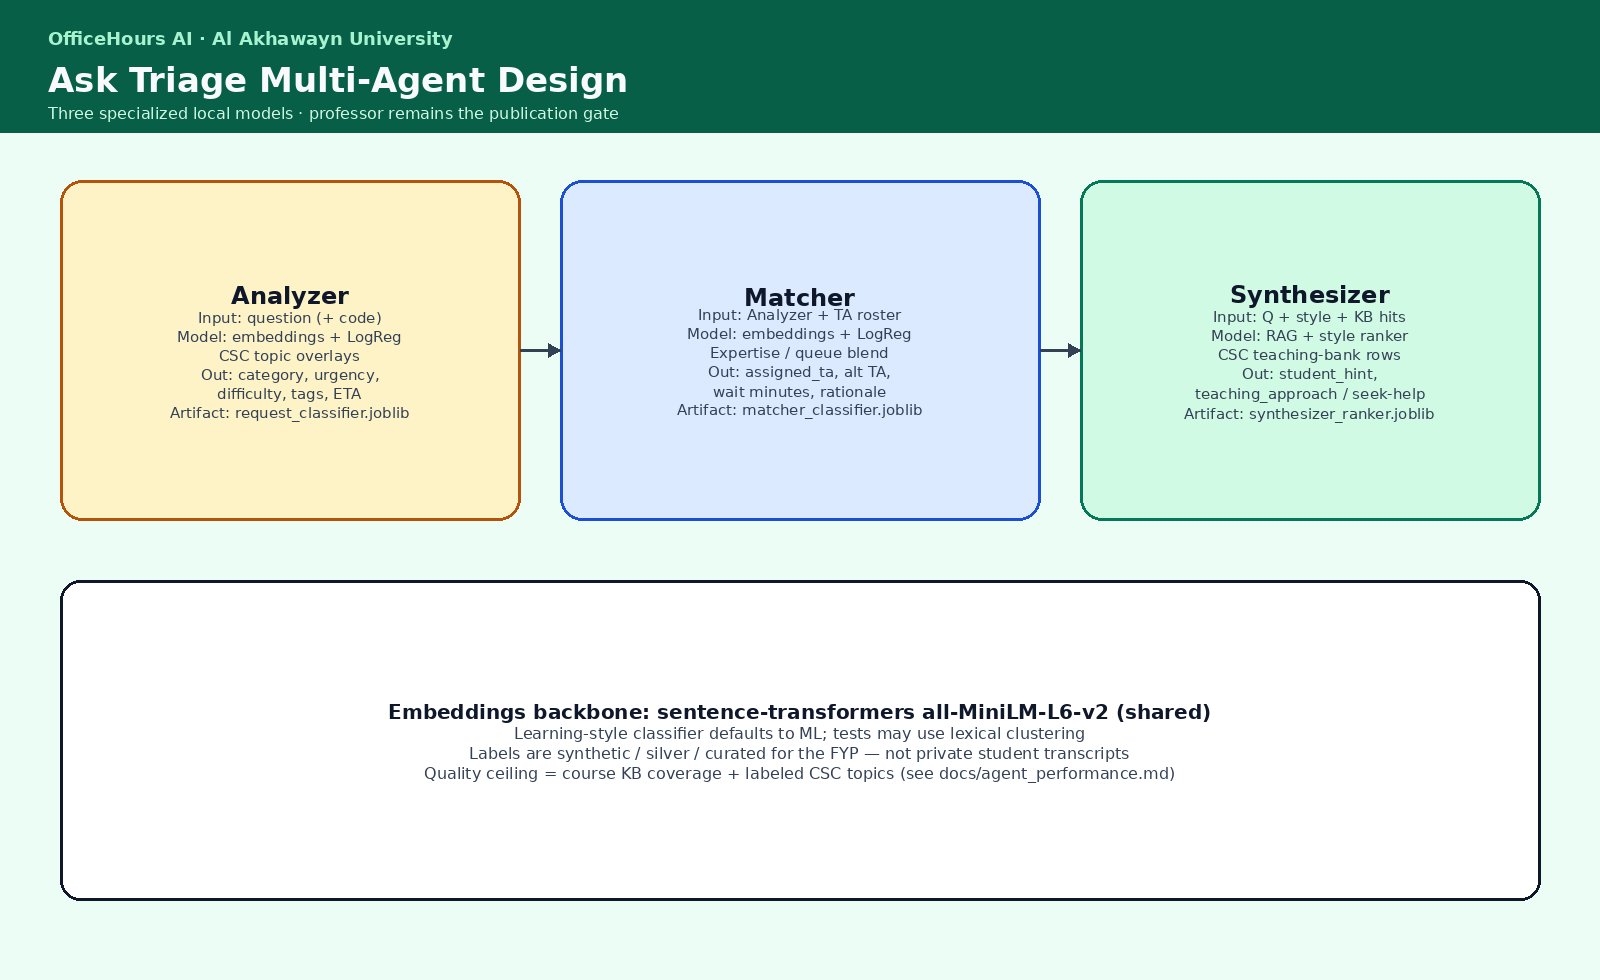 OfficeHours AI · Al Akhawayn University
Ask Triage Multi-Agent Design
Three specialized local models · professor remains the publication gate
Analyzer
Input: question (+ code)
Model: embeddings + LogReg
CSC topic overlays
Out: category, urgency,
difficulty, tags, ETA
Artifact: request_classifier.joblib
Matcher
Input: Analyzer + TA roster
Model: embeddings + LogReg
Expertise / queue blend
Out: assigned_ta, alt TA,
wait minutes, rationale
Artifact: matcher_classifier.joblib
Synthesizer
Input: Q + style + KB hits
Model: RAG + style ranker
CSC teaching-bank rows
Out: student_hint,
teaching_approach / seek-help
Artifact: synthesizer_ranker.joblib
Embeddings backbone: sentence-transformers all-MiniLM-L6-v2 (shared)
Learning-style classifier defaults to ML; tests may use lexical clustering
Labels are synthetic / silver / curated for the FYP — not private student transcripts
Quality ceiling = course KB coverage + labeled CSC topics (see docs/agent_performance.md)